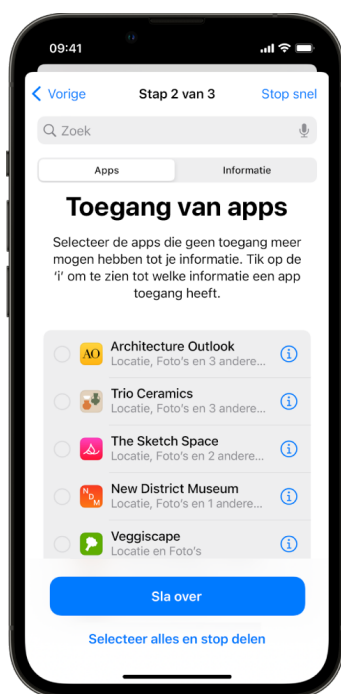 09:41
Vorige Stap 2 van 3 Stop snel
Zoek
Apps Informatie
Toegang van apps
Selecteer de apps die geen toegang meer
mogen hebben tot je informatie. Tik op de
‘i’ om te zien tot welke informatie een app
toegang heeft.
AO Architecture Outlook
Locatie, Foto's en 3 andere...
Trio Ceramics
Locatie, Foto's en 3 andere...
The Sketch Space
Locatie, Foto's en 2 andere...
NDM New District Museum
Locatie, Foto's en 1 andere...
Veggiscape
Locatie en Foto's
Sla over
Selecteer alles en stop delen